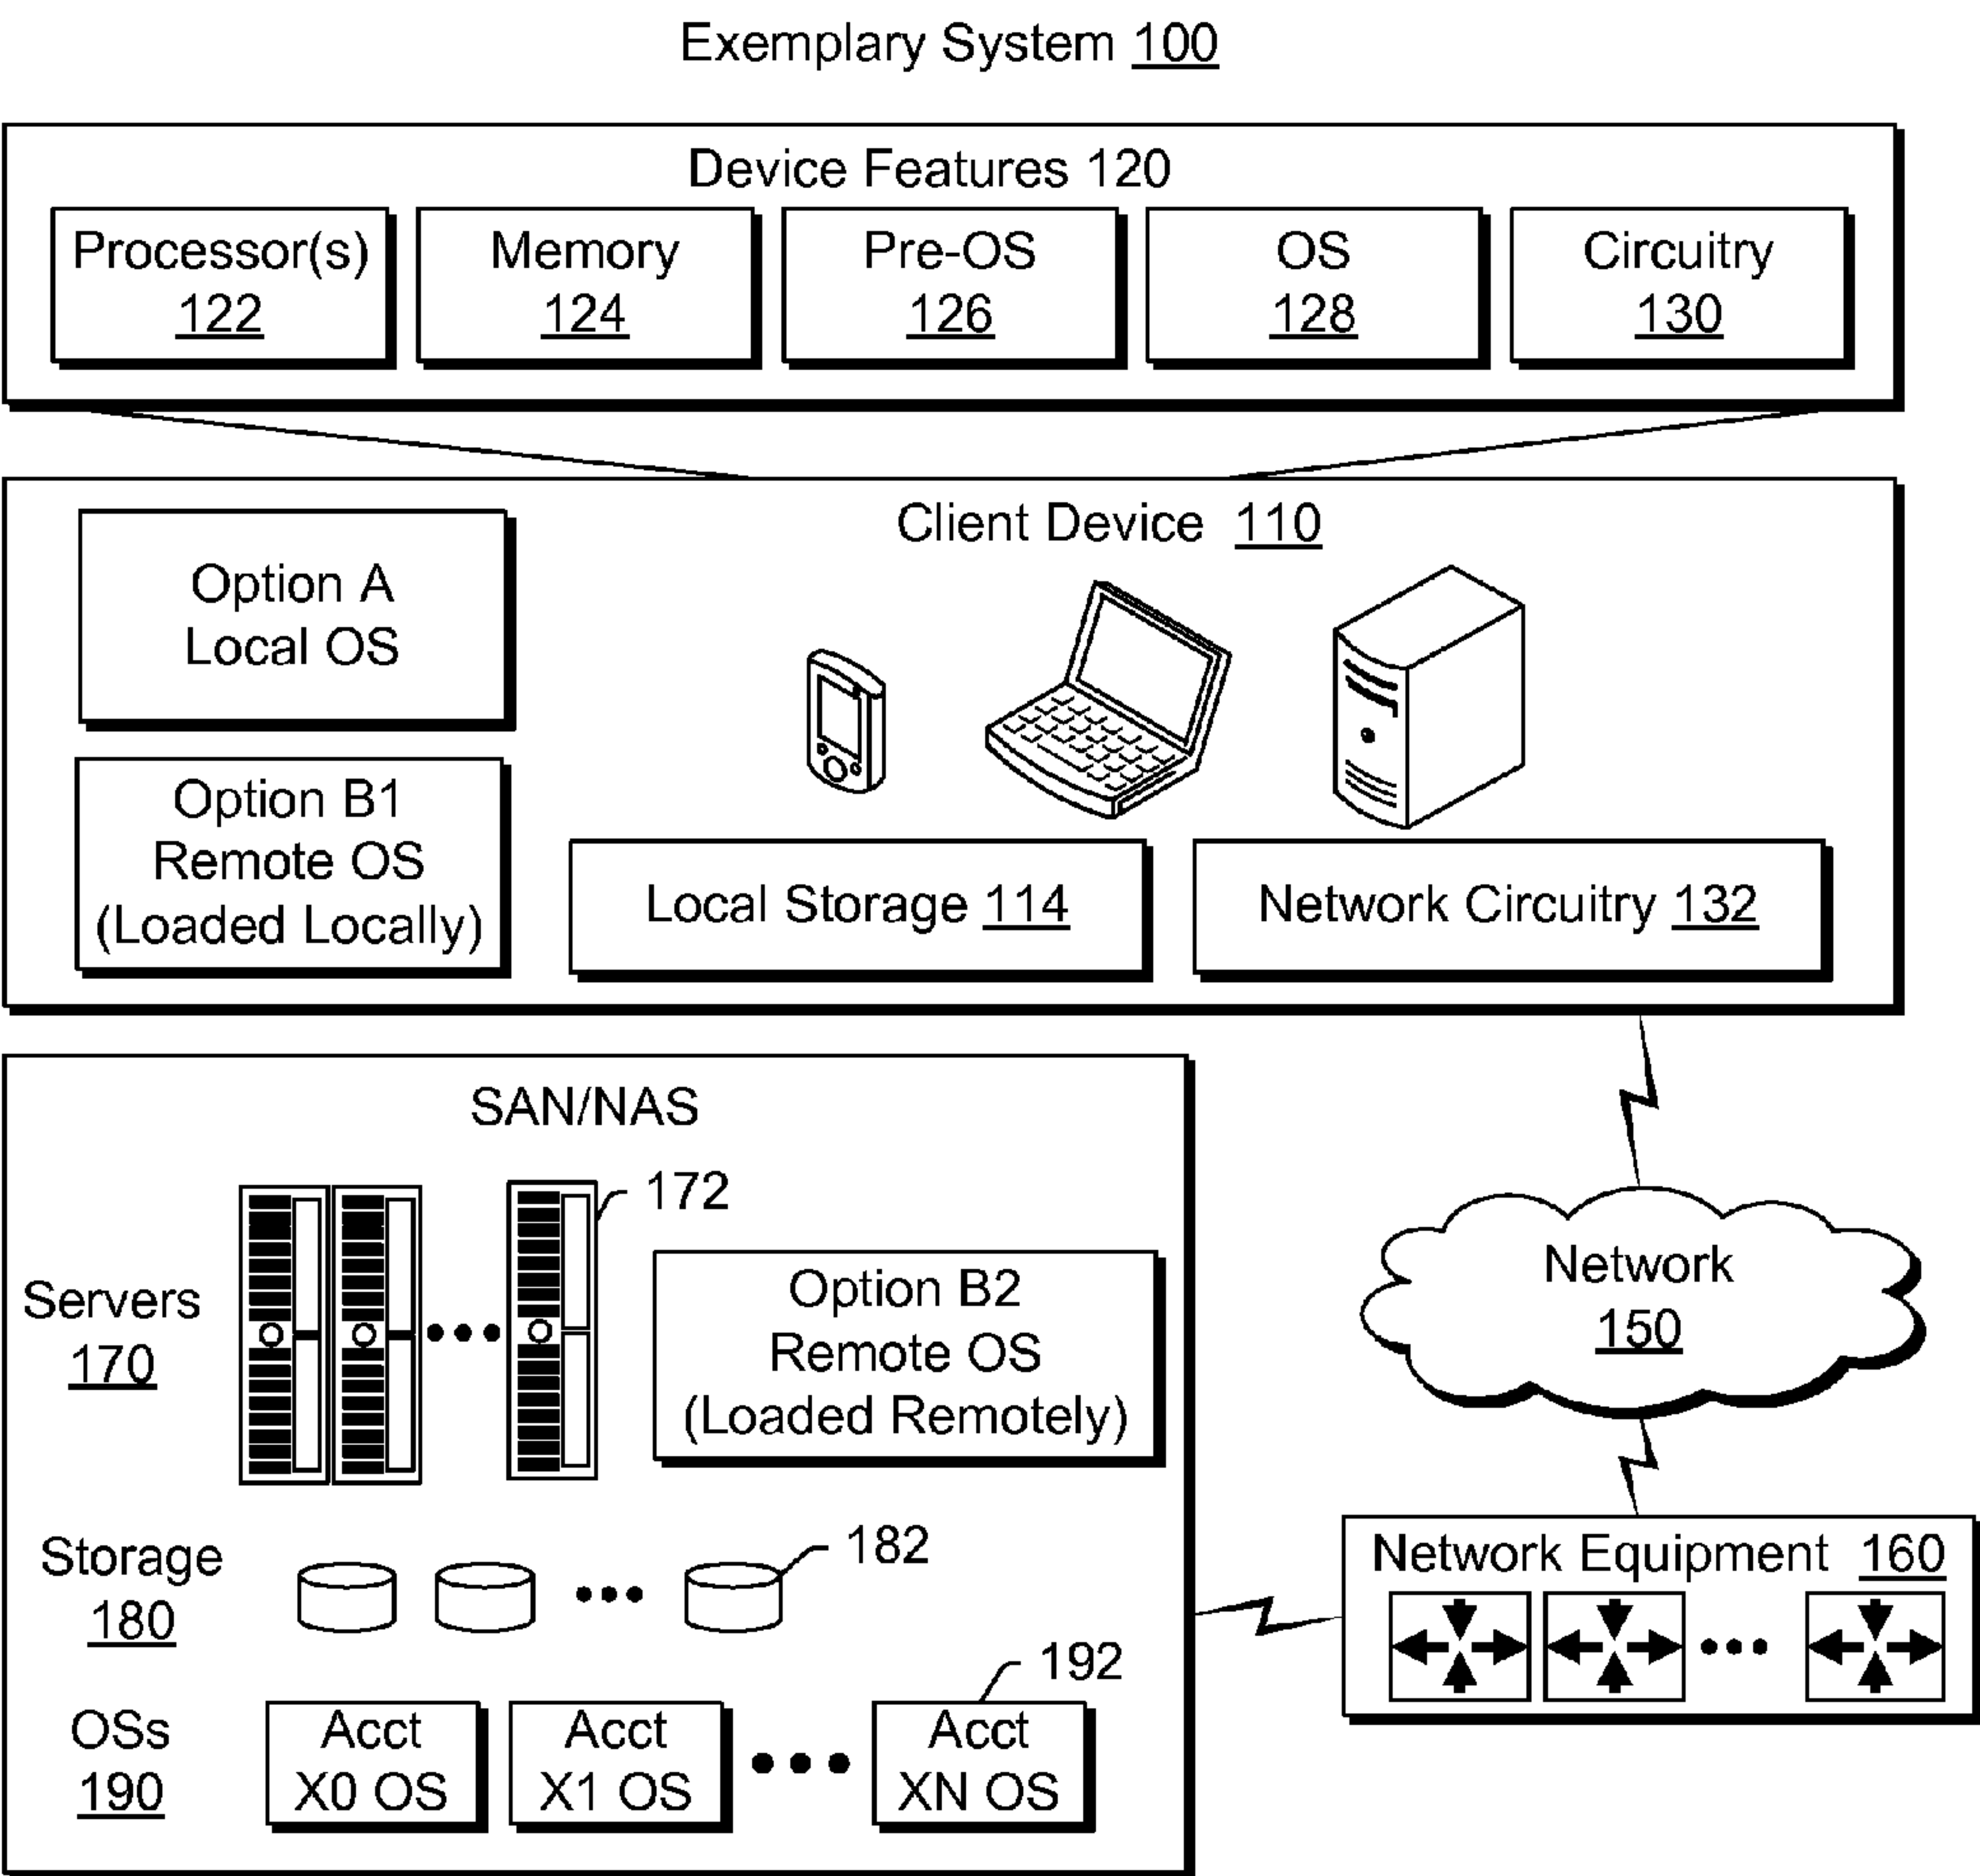 Exemplary System 100
Device Features 120
Processor(s)
122
Memory
124
Pre-OS
126
OS
128
Circuitry
130
Client Device 110
Option A
Local OS
Option B1
Remote OS
(Loaded Locally)
Local Storage 114
Network Circuitry 132
SAN/NAS
172
Servers
170
Option B2
Remote OS
(Loaded Remotely)
Network
150
Storage
180
182
Network Equipment 160
192
OSs
190
Acct
X0 OS
Acct
X1 OS
Acct
XN OS